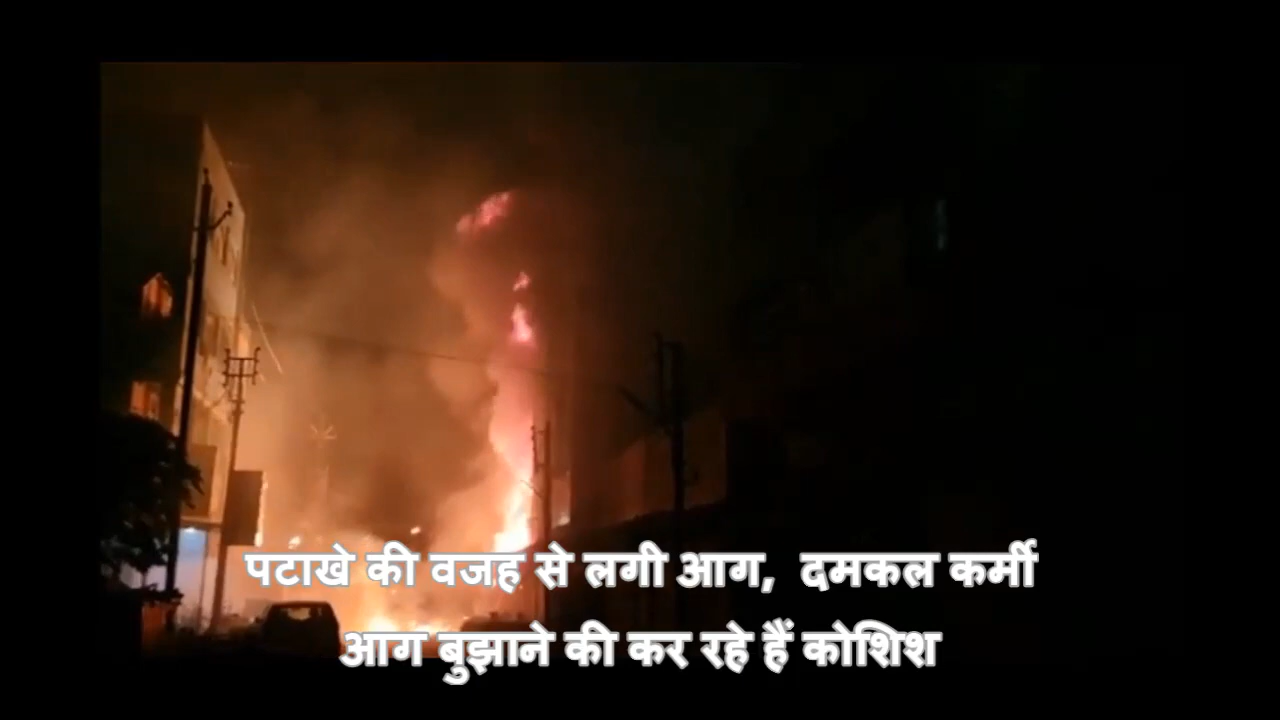 पटाखे की वजह से लगी आग, दमकल कर्मी
आग बुझाने की कर रहे हैं कोशिश